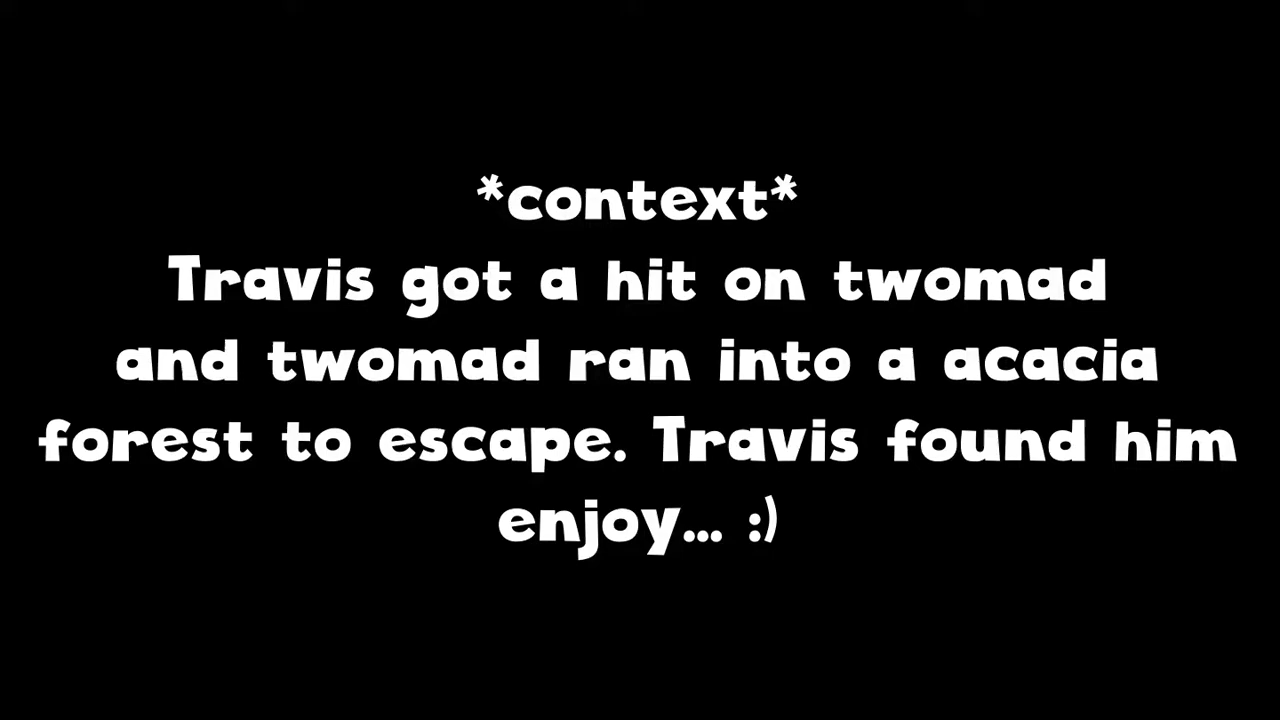 *context*
Travis got a hit on twomad
and twomad ran into a acacia
forest to escape. Travis found him
enjoy... :)